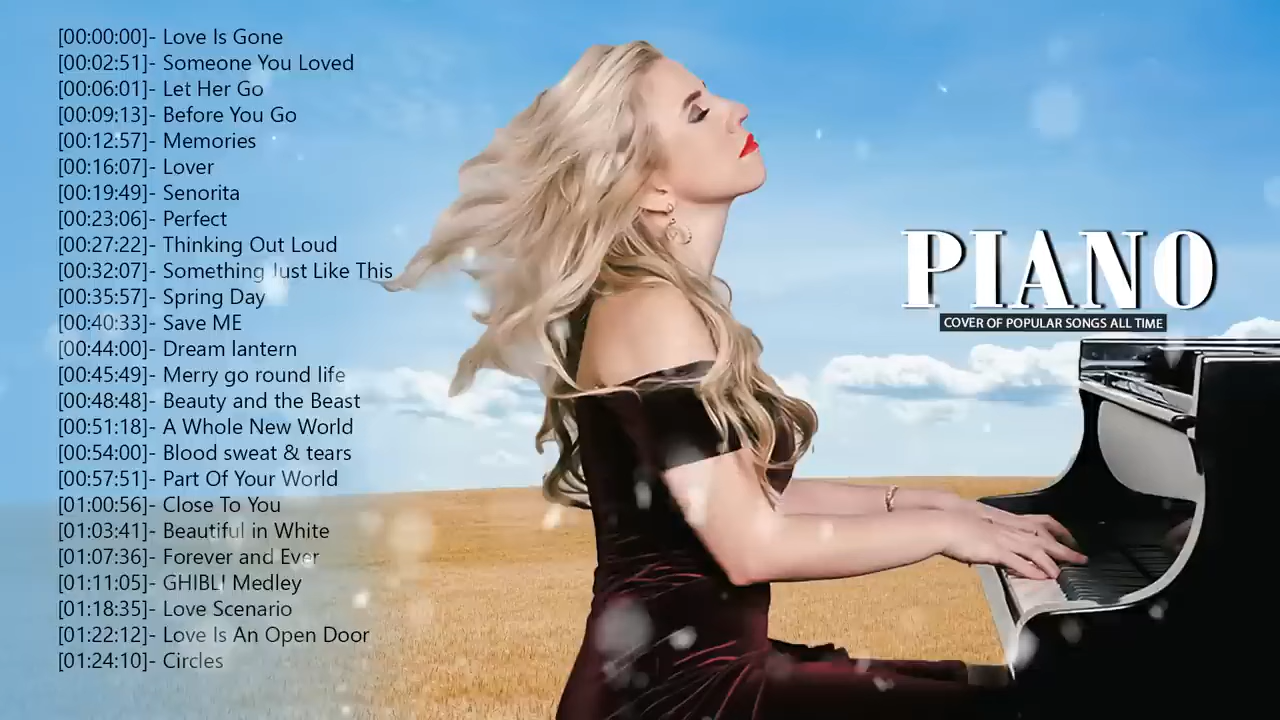 [00:00:00]- Love Is Gone
[00:02:51]- Someone You Loved
[00:06:01]- Let Her Go
[00:09:13]- Before You Go
[00:12:57]- Memories
[00:16:07]- Lover
[00:19:49]- Senorita
[00:23:06]- Perfect
[00:27:22]- Thinking Out Loud
[00:32:07]- Something Just Like This
[00:35:57]- Spring Day
[00:40:33]- Save ME
[00:44:00]- Dream lantern
[00:45:49]- Merry go round life
[00:48:48]- Beauty and the Beast
[00:51:18]- A Whole New World
[00:54:00]- Blood sweat & tears
[00:57:51]- Part Of Your World
[01:00:56]- Close To You
[01:03:41]- Beautiful in White
[01:07:36]- Forever and Ever
[01:11:05]- GHIBLI Medley
[01:18:35]- Love Scenario
[01:22:12]- Love Is An Open Door
[01:24:10]- Circles
PIANO
COVER OF POPULAR SONGS ALL TIME